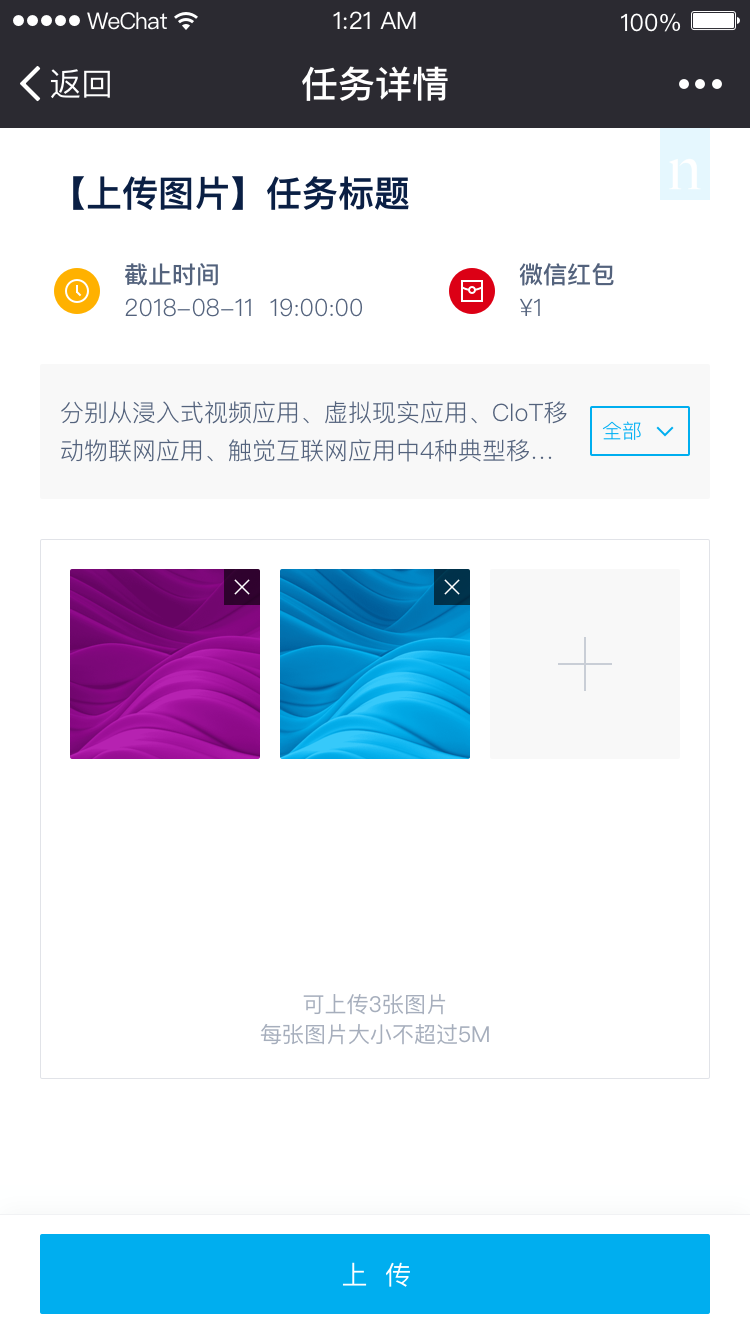 WeChat 1:21 AM 100%
返回 任务详情
n
【上传图片】任务标题
截止时间 微信红包
2018-08-11 19:00:00 ¥1
分别从浸入式视频应用、虚拟现实应用、CIoT移
动物联网应用、触觉互联网应用中4种典型移...
全部
可上传3张图片
每张图片大小不超过5M
上 传